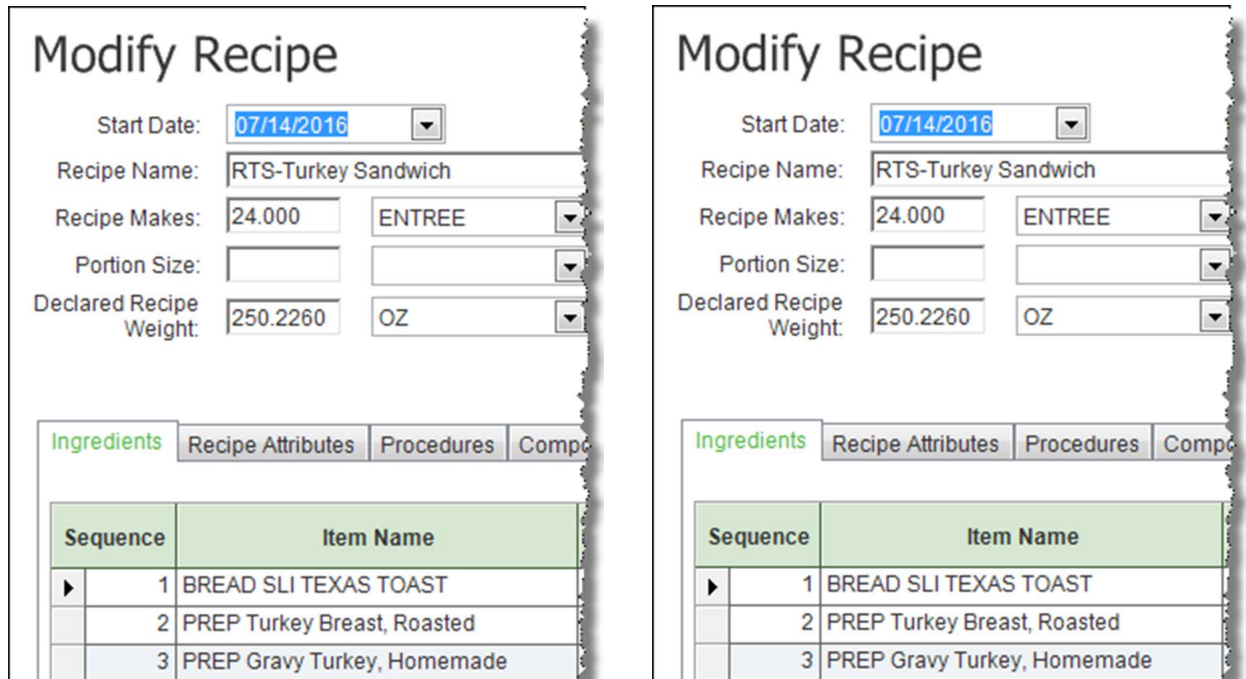 Modify Recipe
Start Date: 07/14/2016
Recipe Name: RTS-Turkey Sandwich
Recipe Makes: 24.000 ENTREE
Portion Size:
Declared Recipe
Weight: 250.2260 OZ
Ingredients Recipe Attributes Procedures
Sequence Item Name
1 BREAD SLI TEXAS TOAST
2 PREP Turkey Breast, Roasted
3 PREP Gravy Turkey, Homemade
Modify Recipe
Start Date: 07/14/2016
Recipe Name: RTS-Turkey Sandwich
Recipe Makes: 24.000 ENTREE
Portion Size:
Declared Recipe
Weight: 250.2260 OZ
Ingredients Recipe Attributes Procedures
Sequence Item Name
1 BREAD SLI TEXAS TOAST
2 PREP Turkey Breast, Roasted
3 PREP Gravy Turkey, Homemade